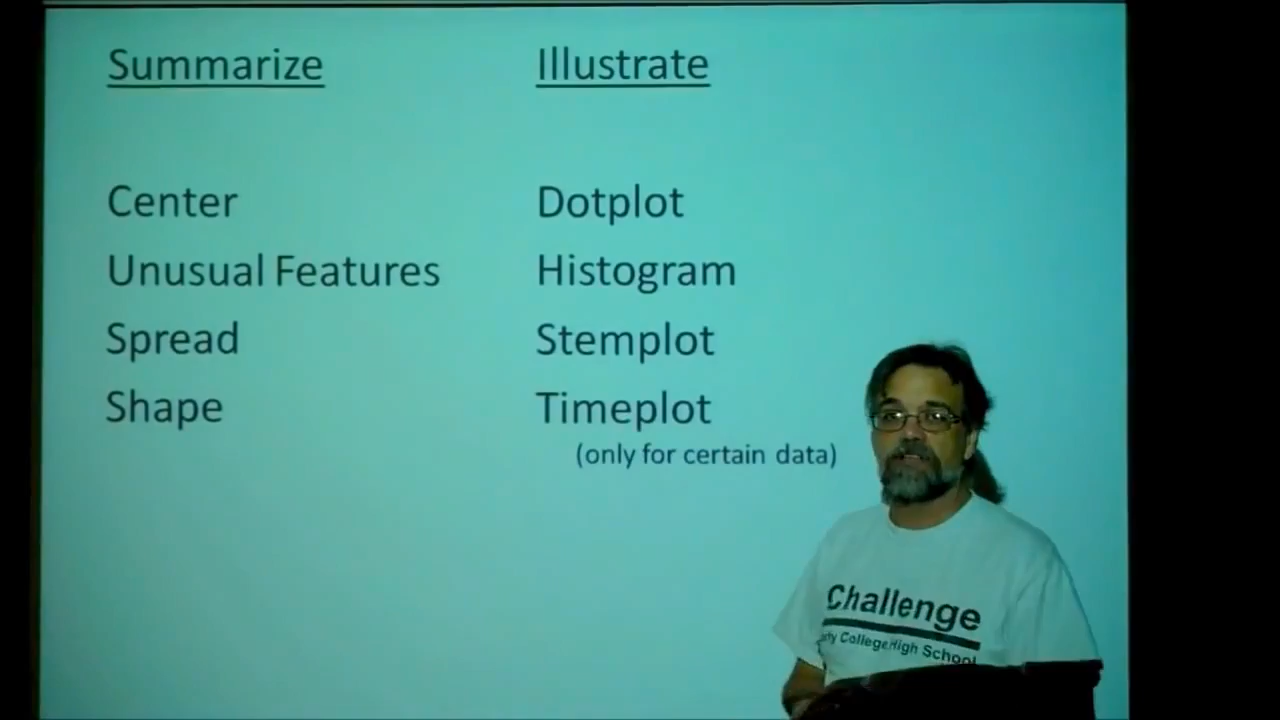 Summarize
Illustrate
Center
Dotplot
Unusual Features
Histogram
Spread
Stemplot
Shape
Timeplot
(only for certain data)
Challenge
College High School